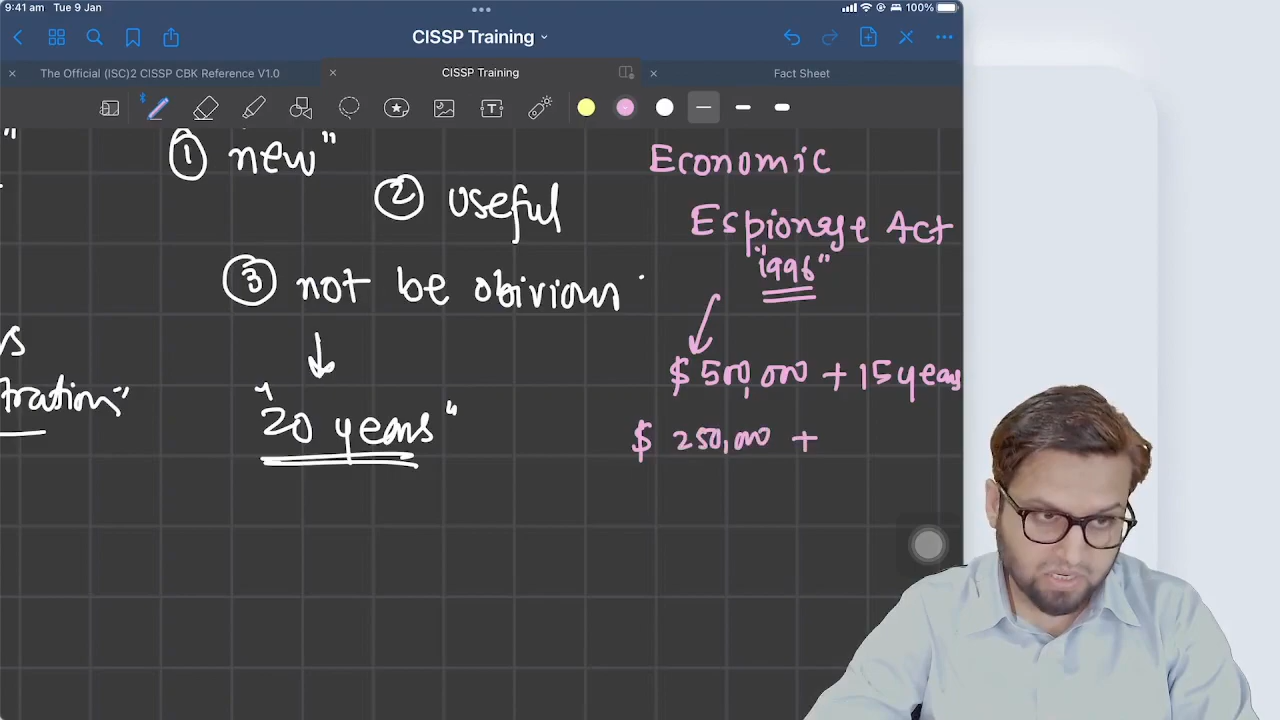 9:41 am Tue 9 Jan
100%
CISSP Training
The Official (ISC)2 CISSP CBK Reference V1.0
CISSP Training
Fact Sheet
① new"
② useful
③ not be obivious
"20 years"
tration"
Economic
Espionage Act
"1996"
$ 500,000 + 15 years
$ 250,000 +